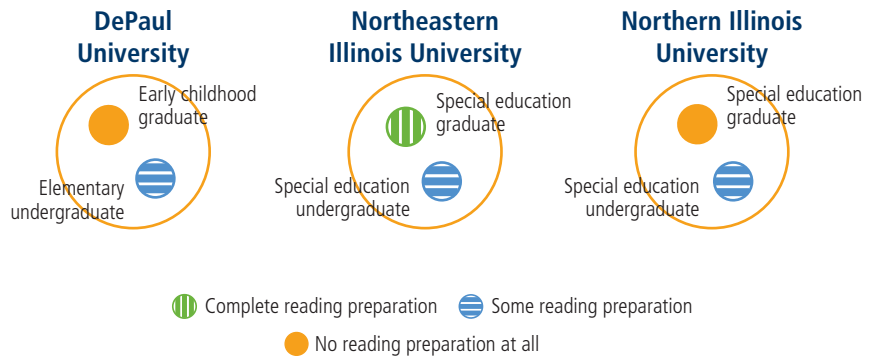 DePaul
University
Early childhood
graduate
Elementary
undergraduate
Northeastern
Illinois University
Special education
graduate
Special education
undergraduate
Northern Illinois
University
Special education
graduate
Special education
undergraduate
Complete reading preparation
Some reading preparation
No reading preparation at all